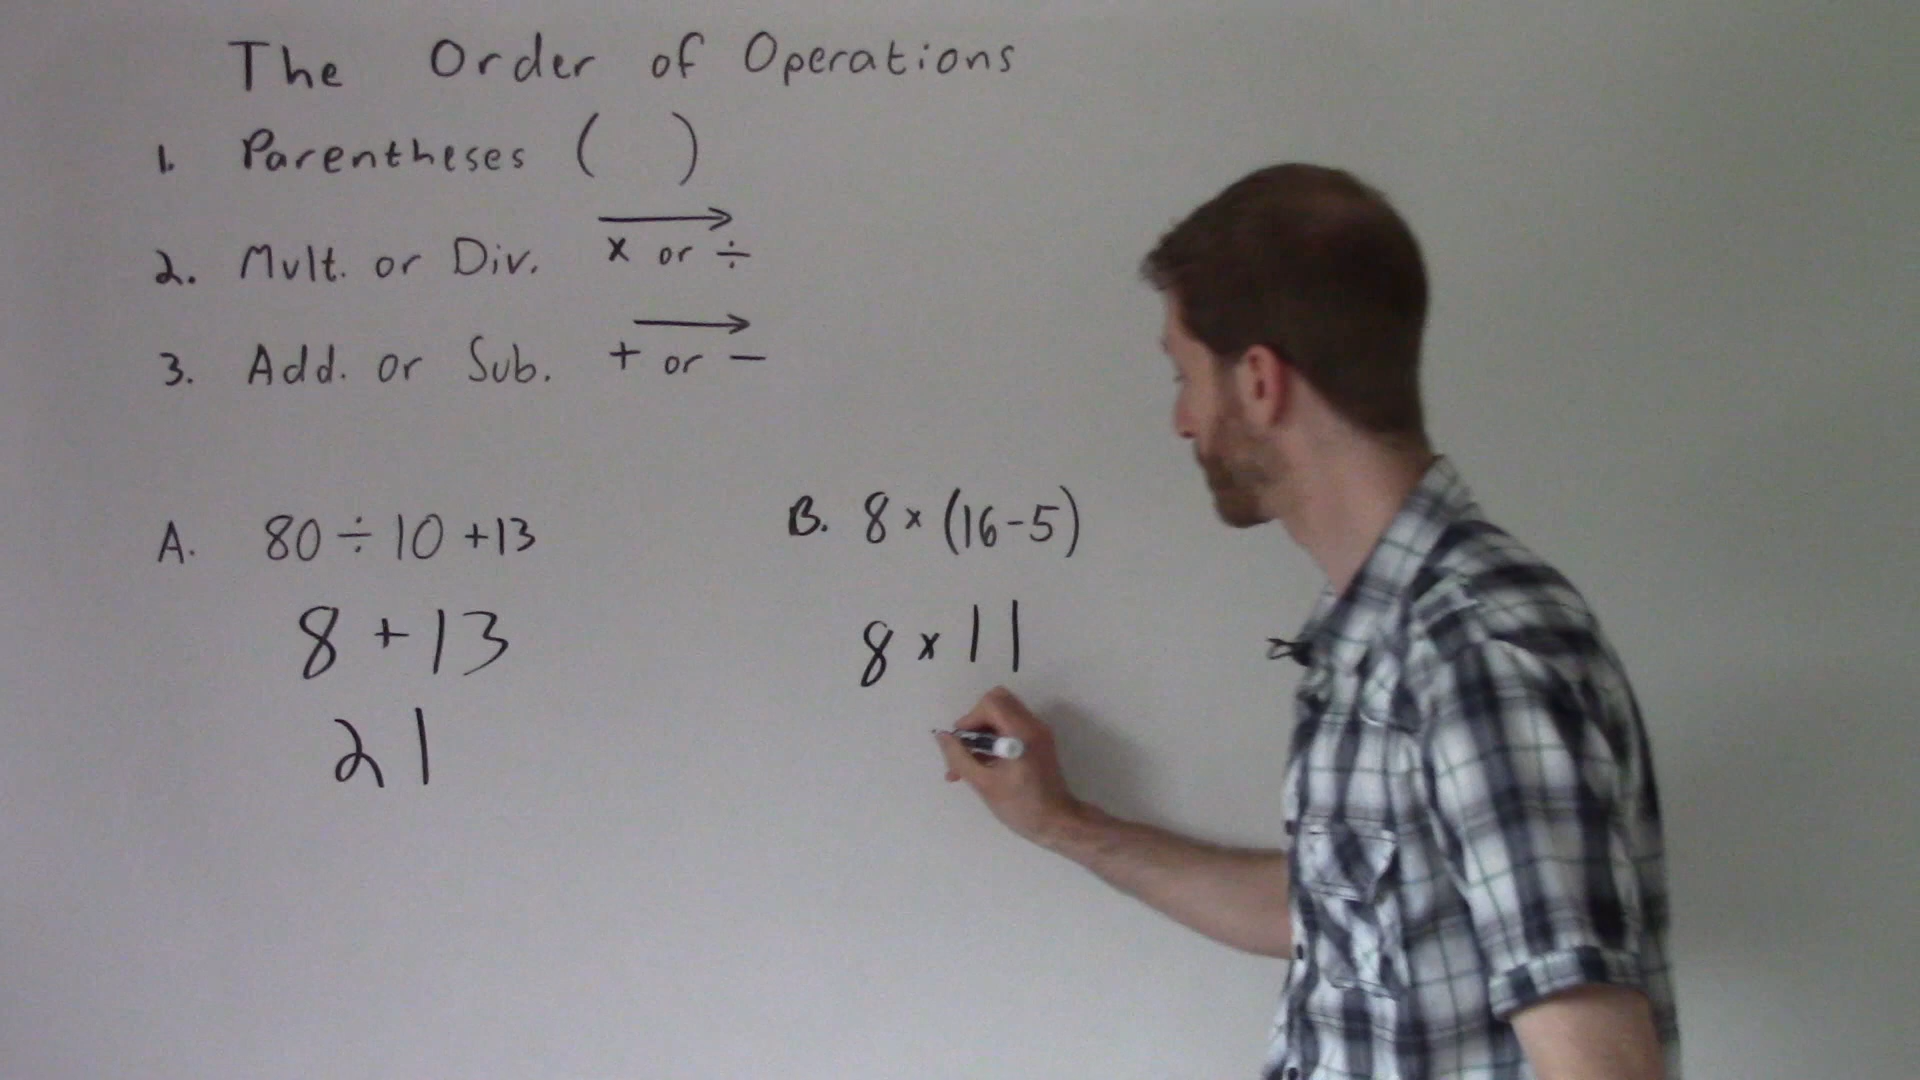 The Order of Operations
1. Parentheses ( )
2. Mult. or Div. x or ÷
3. Add. or Sub. + or −
A. 80 ÷ 10 + 13
8 + 13
21
B. 8 × (16 - 5)
8 × 11